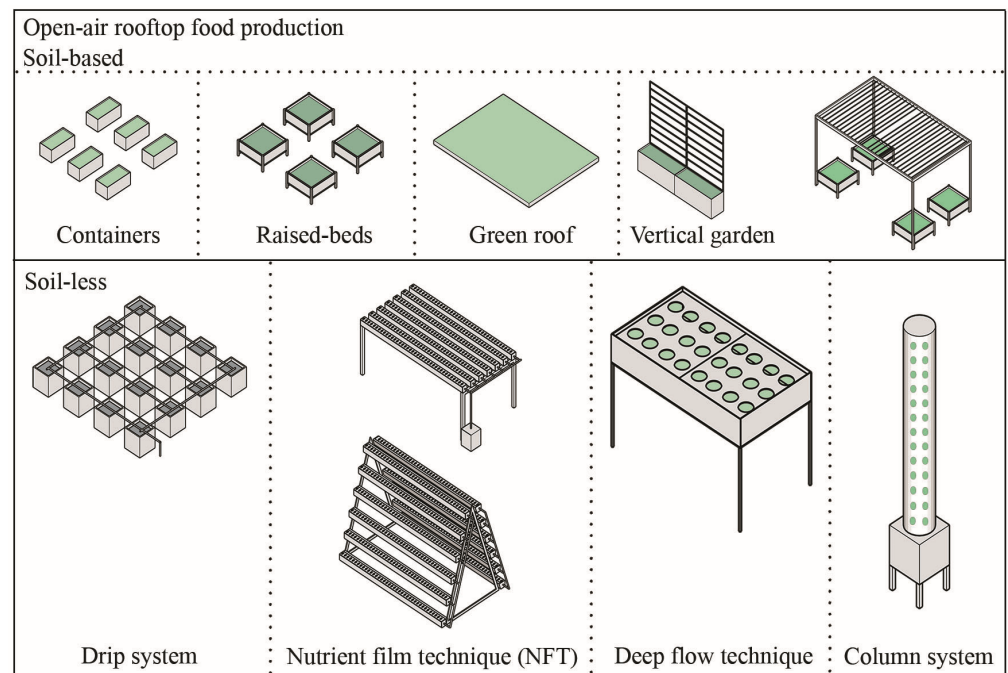 Open-air rooftop food production
Soil-based
Containers
Raised-beds
Green roof
Vertical garden
Soil-less
Drip system
Nutrient film technique (NFT)
Deep flow technique
Column system